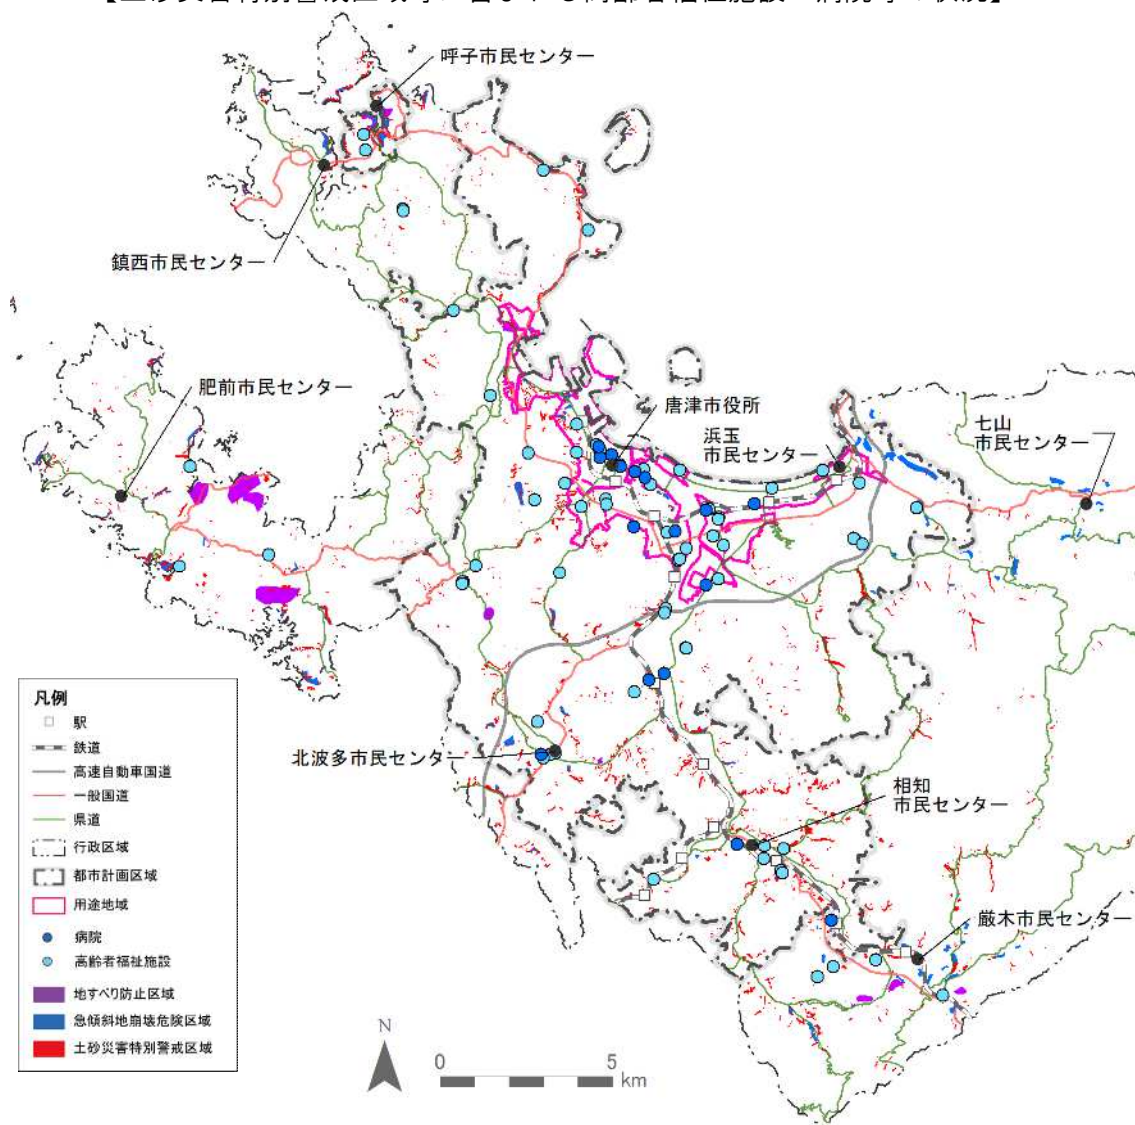 呼子市民センター
鎮西市民センター
肥前市民センター
唐津市役所
浜玉
市民センター
七山
市民センター
北波多市民センター
相知
市民センター
厳木市民センター
凡例
駅
鉄道
高速自動車国道
一般国道
県道
行政区域
都市計画区域
用途地域
病院
高齢者福祉施設
地すべり防止区域
急傾斜地崩壊危険区域
土砂災害特別警戒区域
N
0 5
km